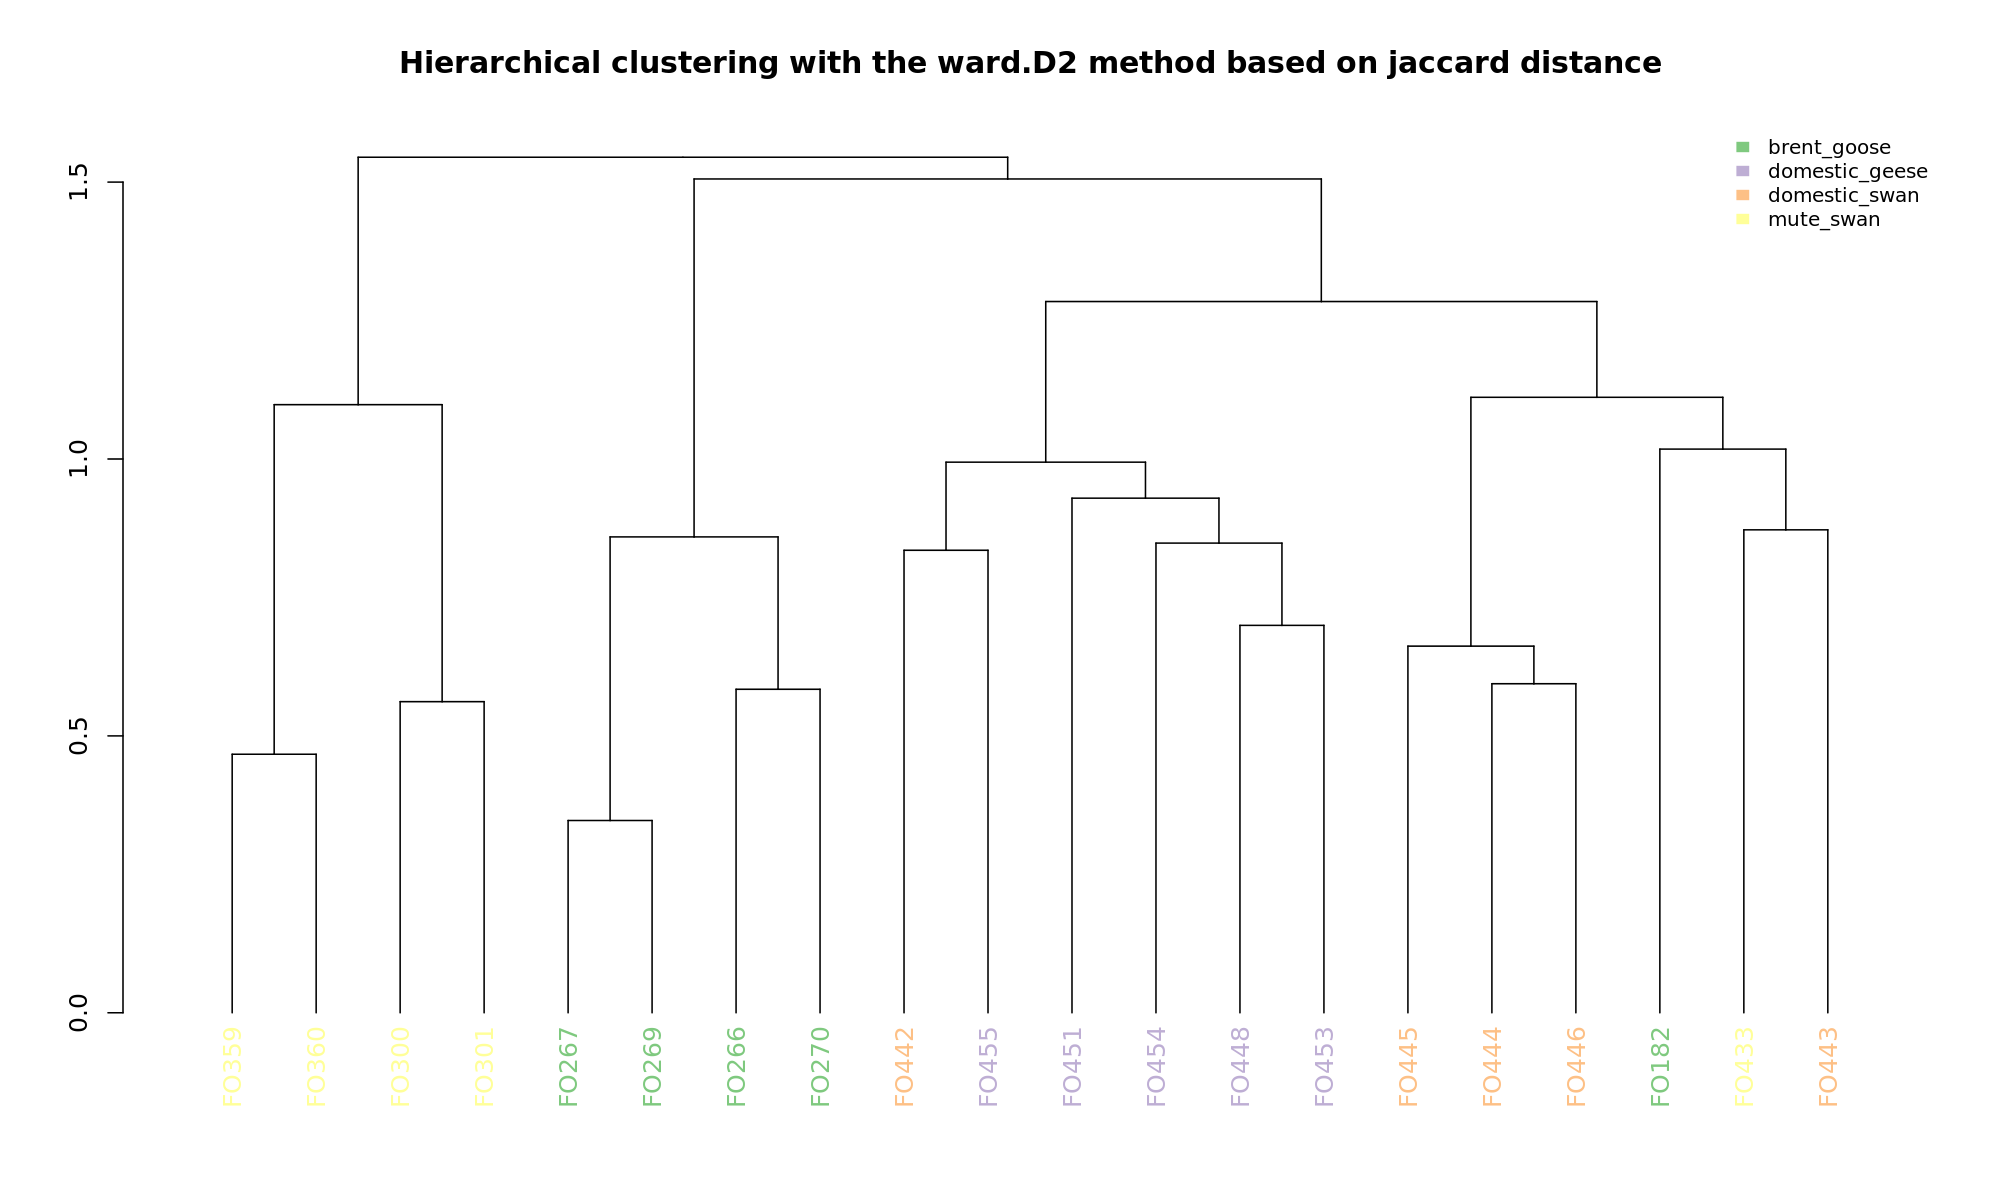 Hierarchical clustering with the ward.D2 method based on jaccard distance
brent_goose
domestic_geese
domestic_swan
mute_swan
1.5
1.0
0.5
0.0
FO359
FO360
FO300
FO301
FO267
FO269
FO266
FO270
FO442
FO455
FO451
FO454
FO448
FO453
FO445
FO444
FO446
FO182
FO433
FO443